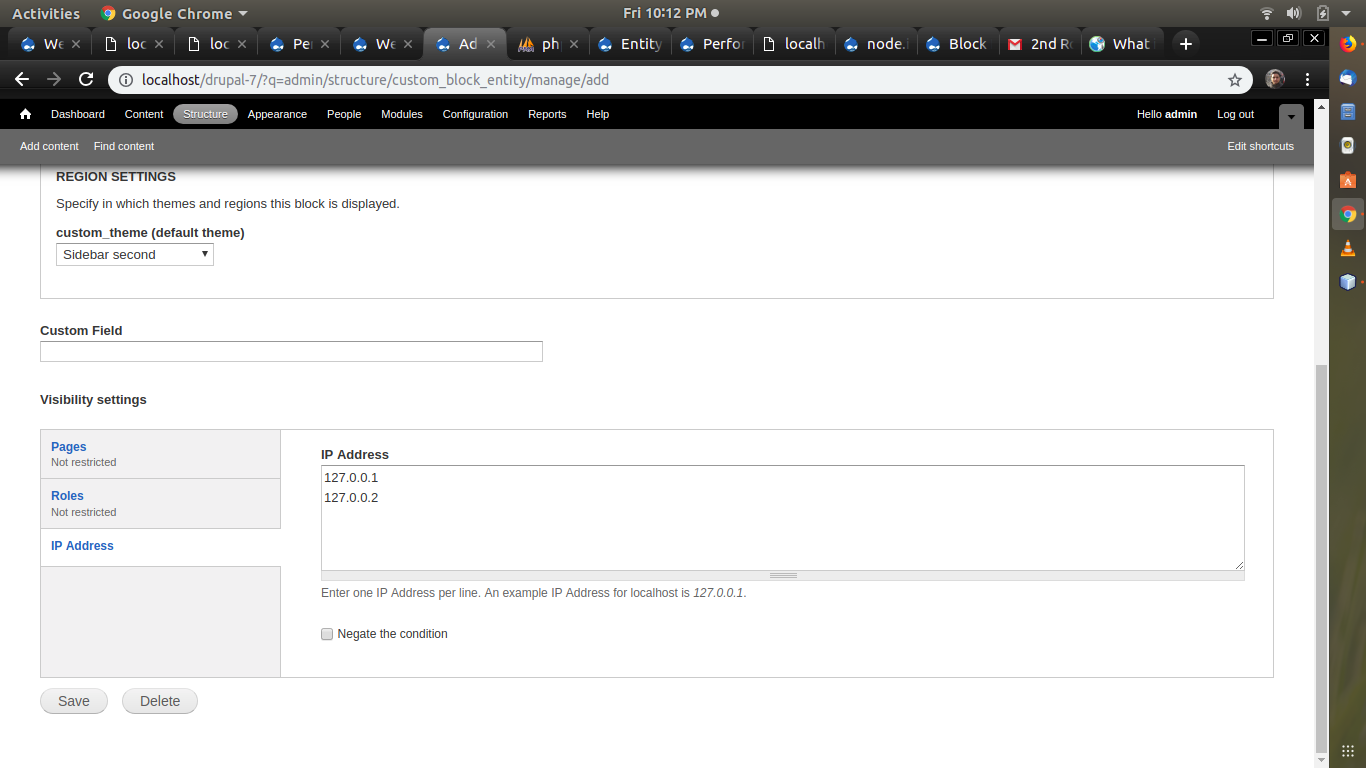 Activities Google Chrome Fri 10:12 PM
We loc loc Per We Ad ph Entity Perfor localh node.i Block 2nd Ro What
localhost/drupal-7/?q=admin/structure/custom_block_entity/manage/add
Dashboard Content Structure Appearance People Modules Configuration Reports Help Hello admin Log out
Add content Find content Edit shortcuts
REGION SETTINGS
Specify in which themes and regions this block is displayed.
custom_theme (default theme)
Sidebar second
Custom Field
Visibility settings
Pages
Not restricted
Roles
Not restricted
IP Address
IP Address
127.0.0.1
127.0.0.2
Enter one IP Address per line. An example IP Address for localhost is 127.0.0.1.
Negate the condition
Save Delete